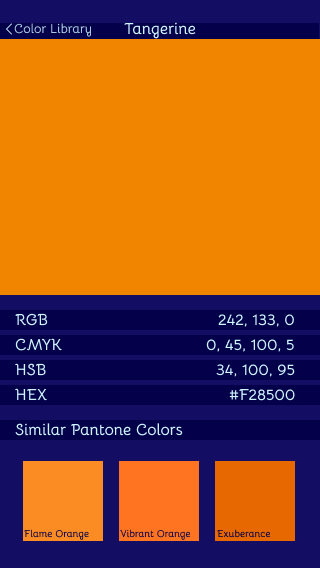 Color Library Tangerine
RGB 242, 133, 0
CMYK 0, 45, 100, 5
HSB 34, 100, 95
HEX #F28500
Similar Pantone Colors
Flame Orange Vibrant Orange Exuberance